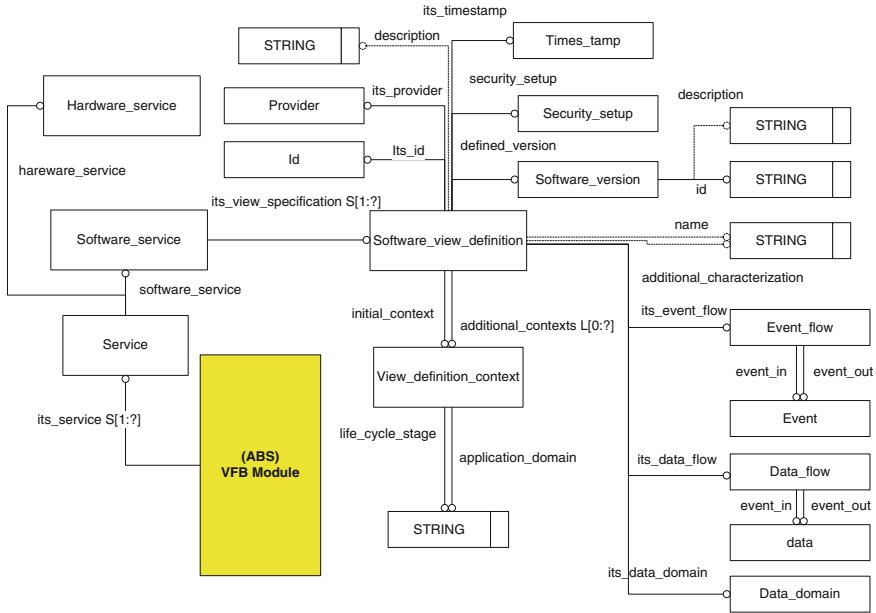 its_timestamp
description
STRING
Times_tamp
its_provider
security_setup
Hardware_service
Provider
Security_setup
description
STRING
defined_version
Id
Its_id
hareware_service
Software_version
id
STRING
its_view_specification S[1:?]
name
Software_service
Software_view_definition
STRING
additional_characterization
software_service
initial_context
additional_contexts L[0:?]
its_event_flow
Event_flow
Service
View_definition_context
event_in
event_out
its_service S[1:?]
life_cycle_stage
Event
(ABS)
VFB Module
application_domain
its_data_flow
Data_flow
event_in
event_out
STRING
data
its_data_domain
Data_domain